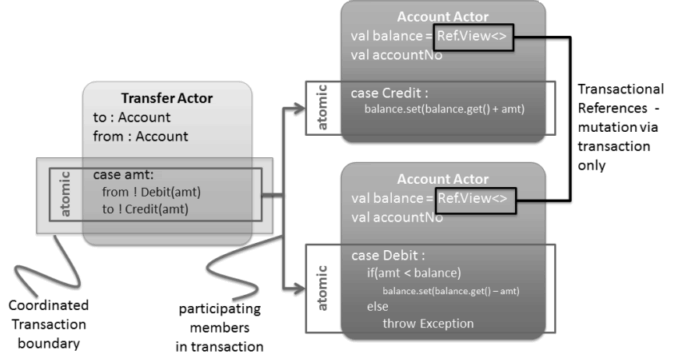 Transfer Actor
to : Account
from : Account
atomic
case amt:
from ! Debit(amt)
to ! Credit(amt)
Coordinated
Transaction
boundary
participating
members
in transaction
Account Actor
val balance = Ref.View<>
val accountNo
atomic
case Credit :
balance.set(balance.get() + amt)
Account Actor
val balance = Ref.View<>
val accountNo
atomic
case Debit :
if(amt < balance)
balance.set(balance.get() – amt)
else
throw Exception
Transactional
References -
mutation via
transaction
only